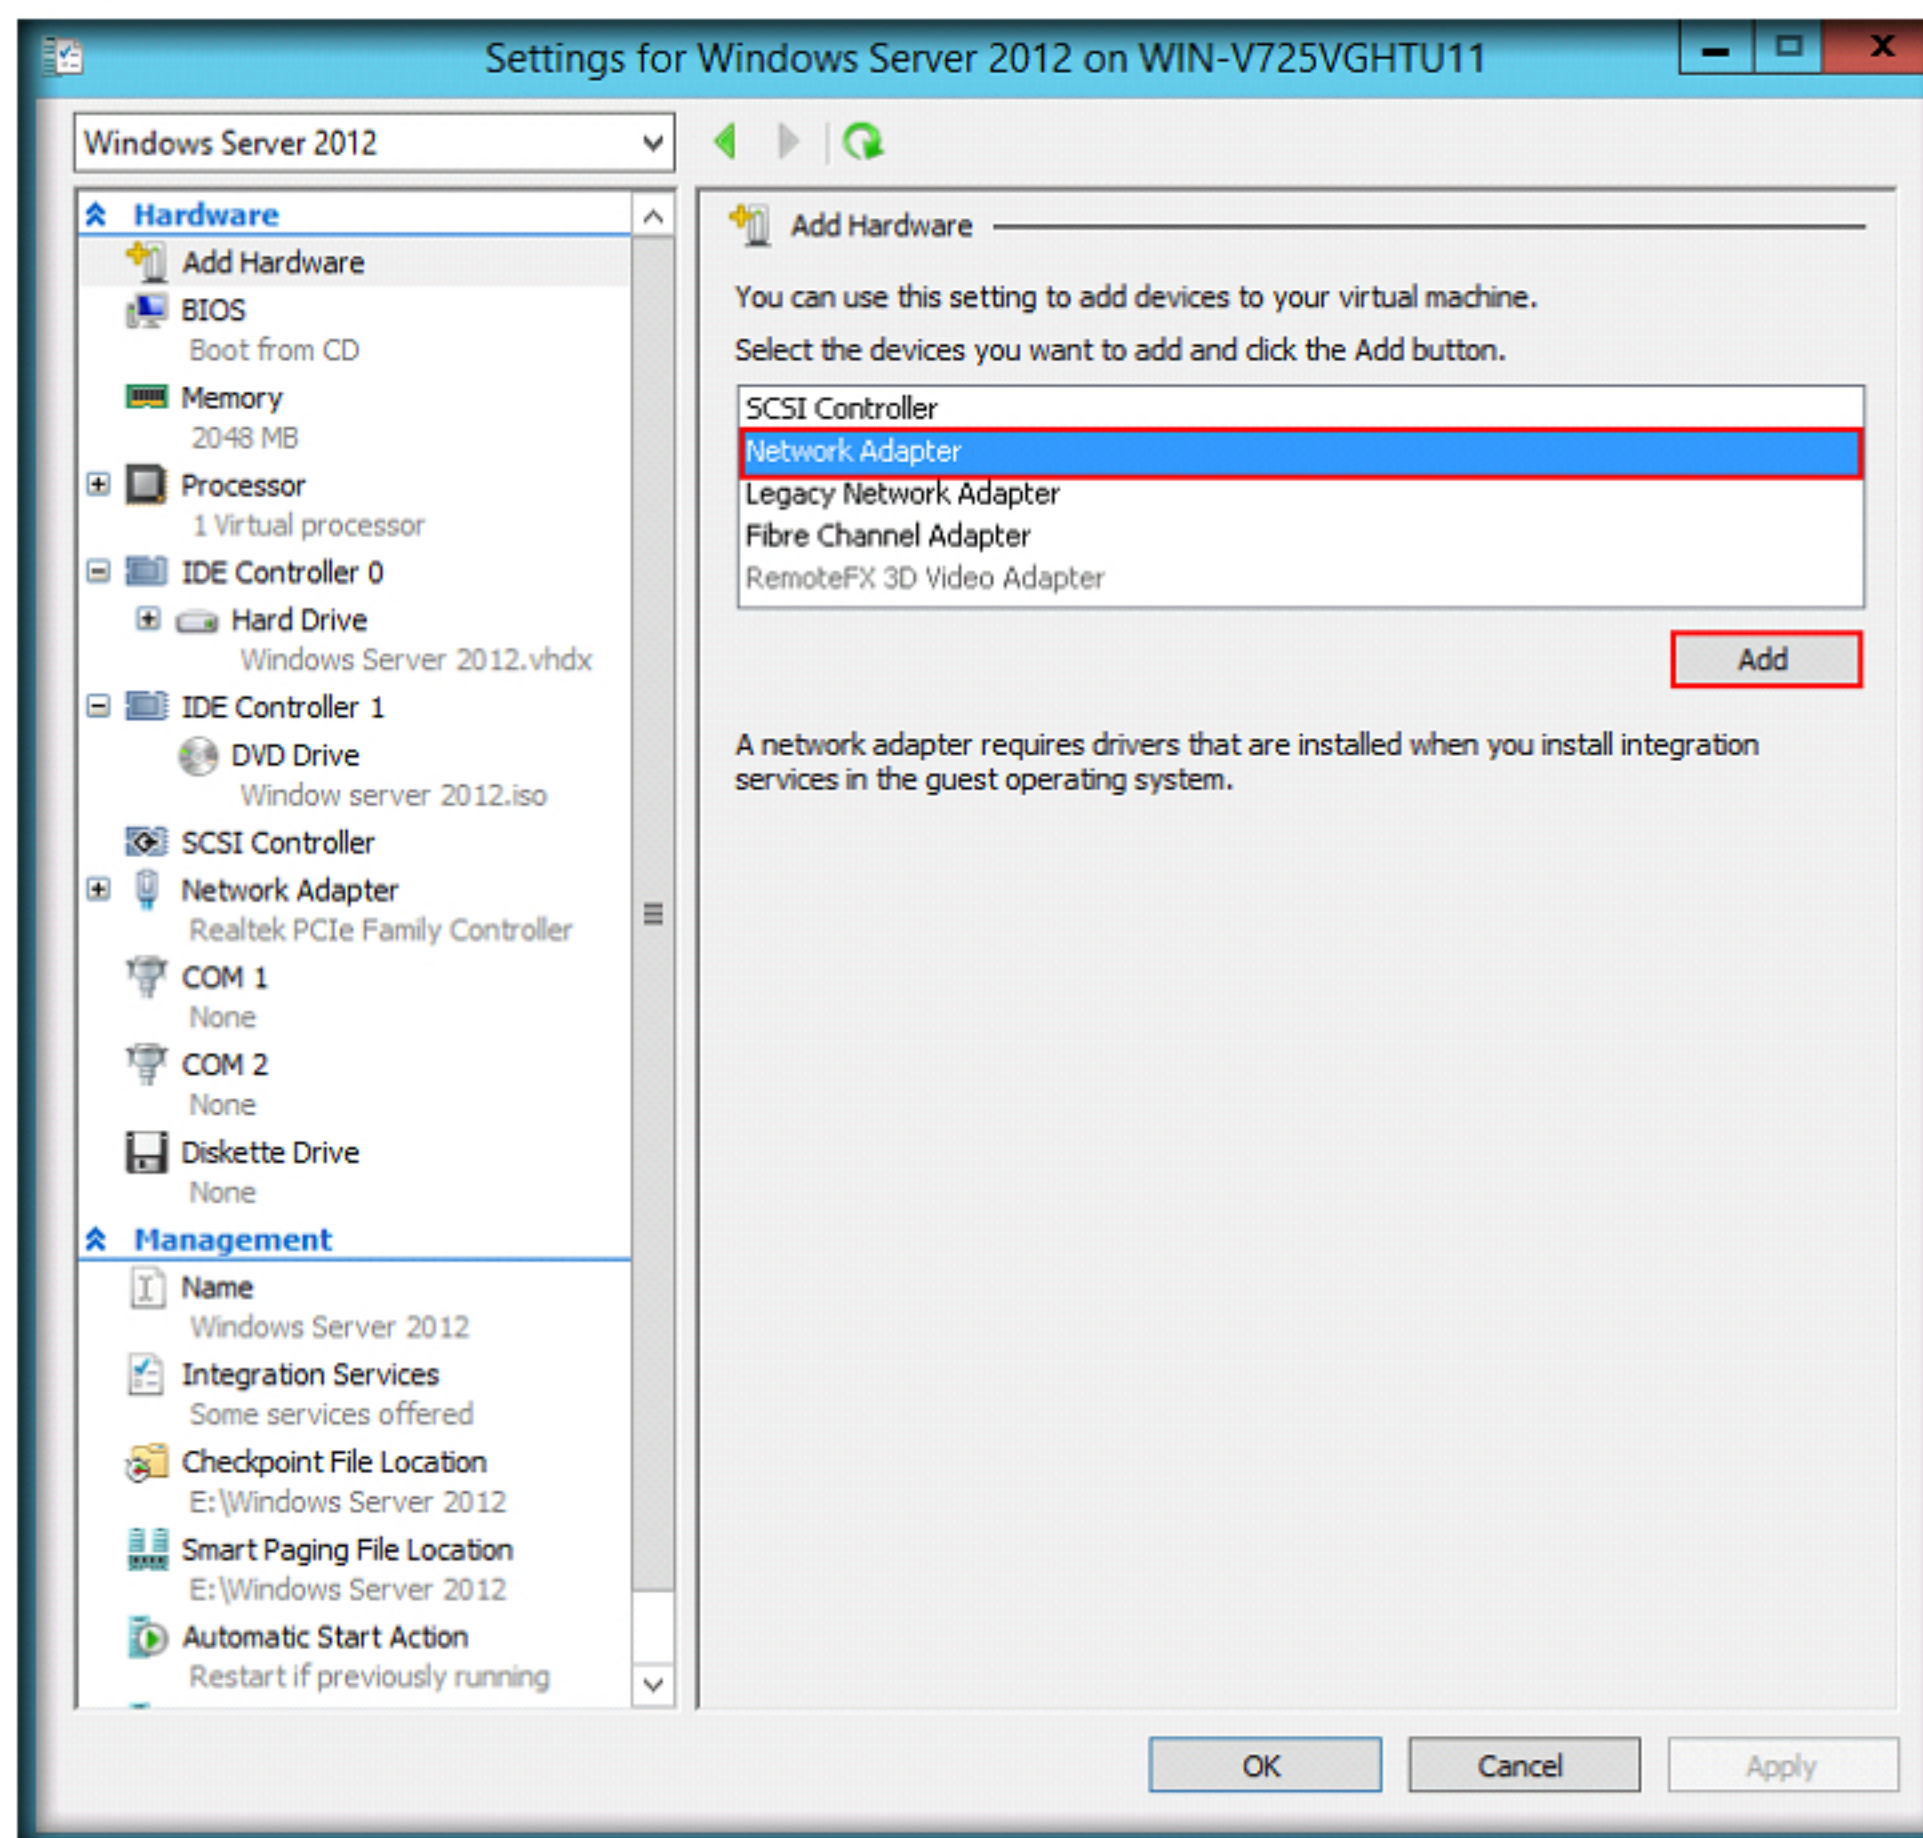 Settings for Windows Server 2012 on WIN-V725VGHTU11
Windows Server 2012
Hardware
Add Hardware
BIOS
Boot from CD
Memory
2048 MB
Processor
1 Virtual processor
IDE Controller 0
Hard Drive
Windows Server 2012.vhdx
IDE Controller 1
DVD Drive
Window server 2012.iso
SCSI Controller
Network Adapter
Realtek PCIe Family Controller
COM 1
None
COM 2
None
Diskette Drive
None
Management
Name
Windows Server 2012
Integration Services
Some services offered
Checkpoint File Location
E:\Windows Server 2012
Smart Paging File Location
E:\Windows Server 2012
Automatic Start Action
Restart if previously running
Add Hardware
You can use this setting to add devices to your virtual machine.
Select the devices you want to add and click the Add button.
SCSI Controller
Network Adapter
Legacy Network Adapter
Fibre Channel Adapter
RemoteFX 3D Video Adapter
Add
A network adapter requires drivers that are installed when you install integration
services in the guest operating system.
OK
Cancel
Apply